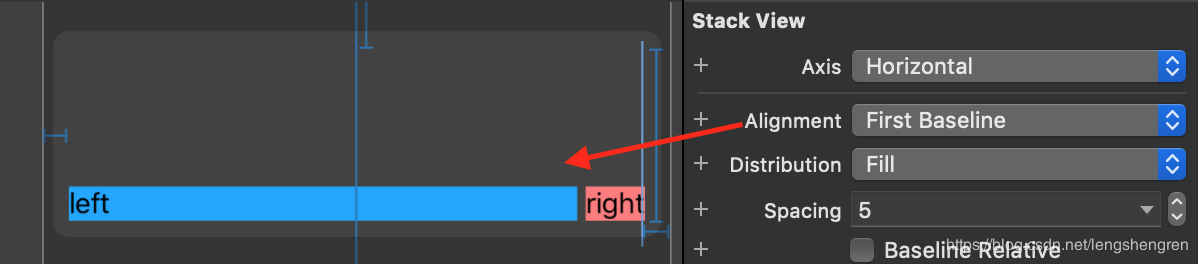 Stack View
Axis Horizontal
Alignment First Baseline
Distribution Fill
left right
Spacing 5
Baseline Relative
https://blog.csdn.net/lengshengren